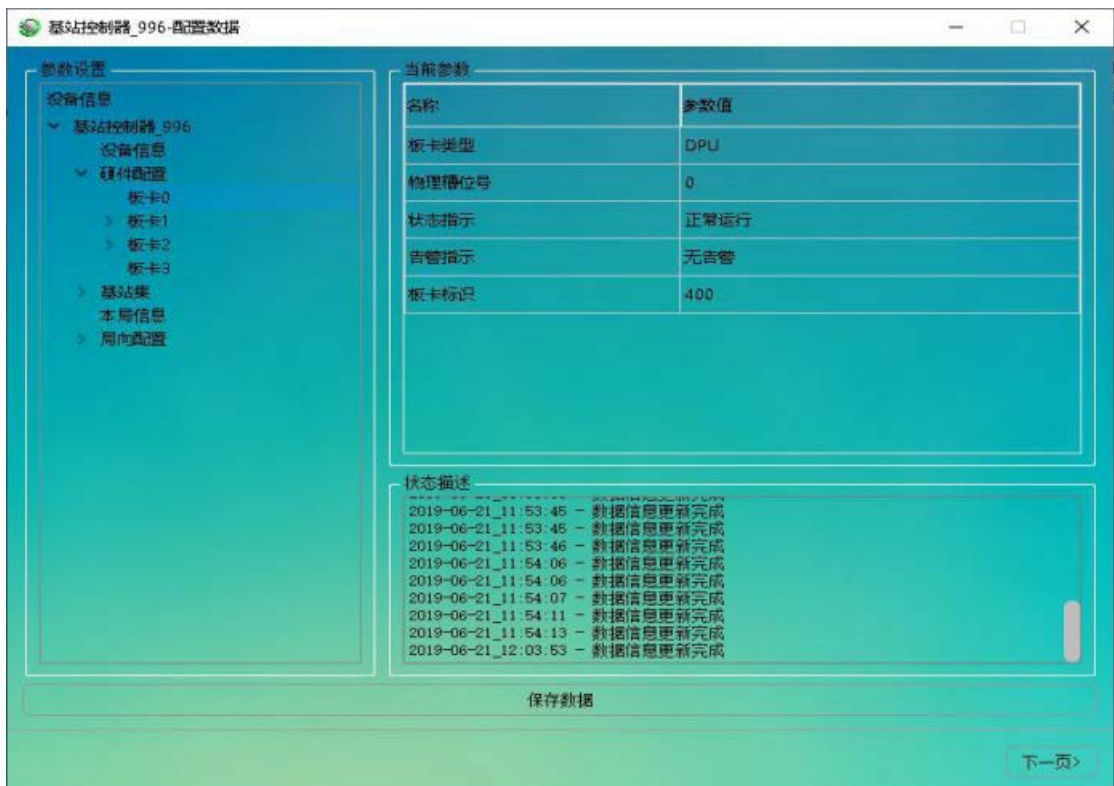 基站控制器_996-配置数据
参数设置
设备信息
基站控制器_996
设备信息
硬件配置
板卡0
板卡1
板卡2
板卡3
基站集
本局信息
局向配置
当前参数
名称 参数值
板卡类型 DPU
物理槽位号 0
状态指示 正常运行
告警指示 无告警
板卡标识 400
状态描述
2019-06-21_11:53:45 - 数据信息更新完成
2019-06-21_11:53:45 - 数据信息更新完成
2019-06-21_11:53:46 - 数据信息更新完成
2019-06-21_11:54:06 - 数据信息更新完成
2019-06-21_11:54:06 - 数据信息更新完成
2019-06-21_11:54:07 - 数据信息更新完成
2019-06-21_11:54:11 - 数据信息更新完成
2019-06-21_11:54:13 - 数据信息更新完成
2019-06-21_12:03:53 - 数据信息更新完成
保存数据
下一页>